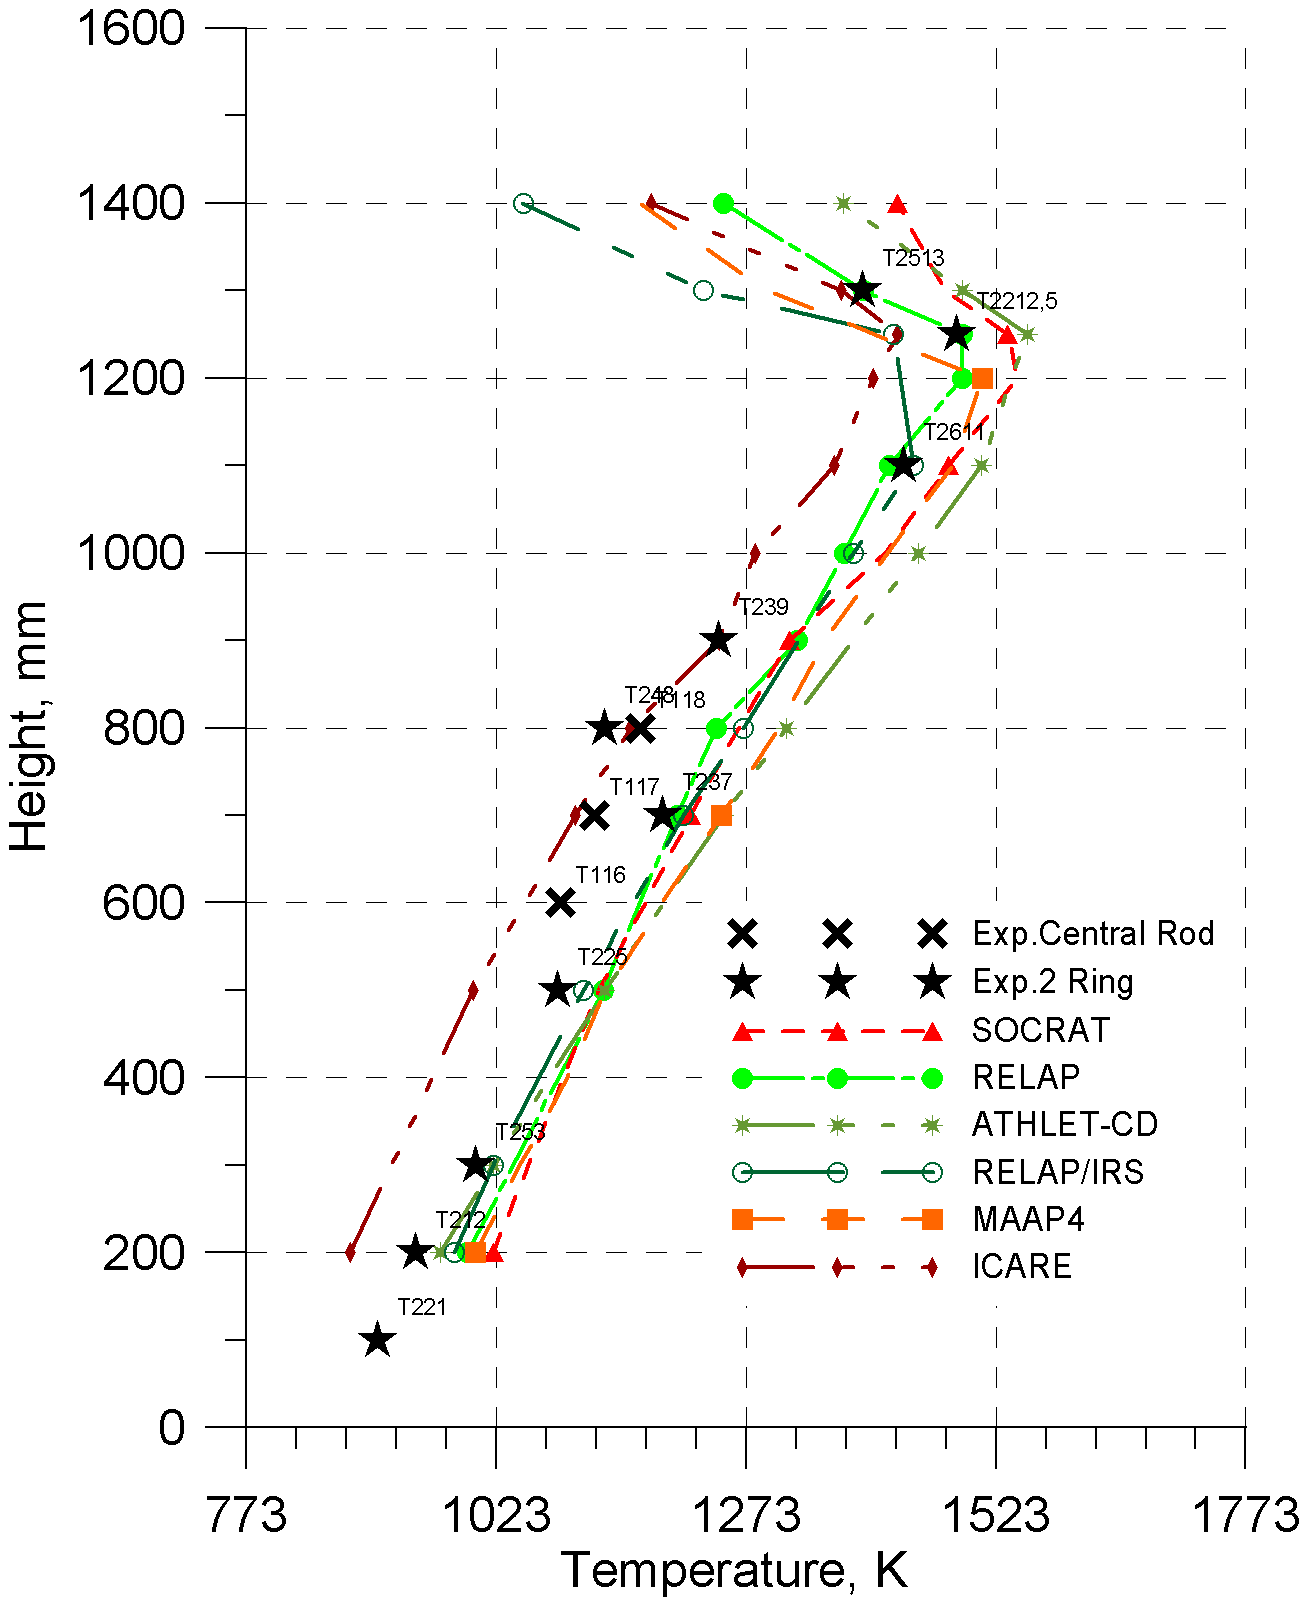 1600
1400
T2513
T2212,5
1200
T2611
1000
T239
T248
T118
800
T117
T237
T116
600
Exp.Central Rod
T225
Exp.2 Ring
SOCRAT
400
RELAP
T253
ATHLET-CD
RELAP/IRS
T212
MAAP4
200
ICARE
T221
0
Height, mm
773 1023 1273 1523 1773
Temperature, K